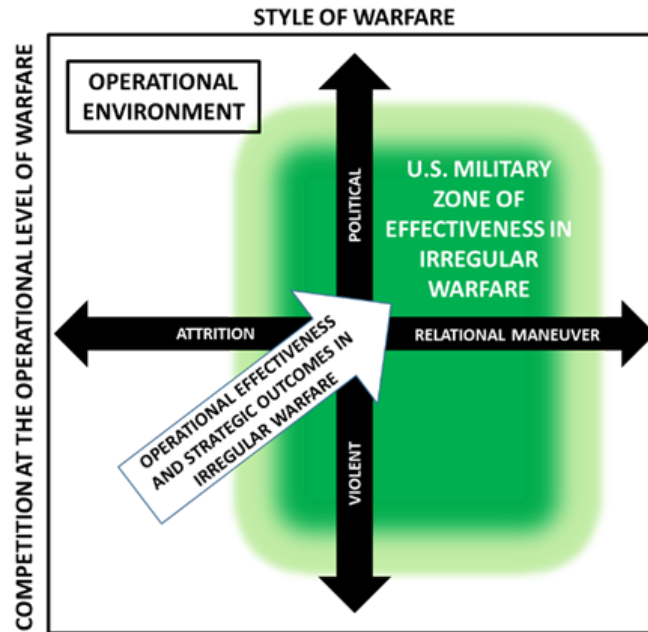 STYLE OF WARFARE
COMPETITION AT THE OPERATIONAL LEVEL OF WARFARE
OPERATIONAL
ENVIRONMENT
POLITICAL
U.S. MILITARY
ZONE OF
EFFECTIVENESS IN
IRREGULAR
WARFARE
ATTRITION
RELATIONAL MANEUVER
OPERATIONAL EFFECTIVENESS
AND STRATEGIC OUTCOMES IN
IRREGULAR WARFARE
VIOLENT